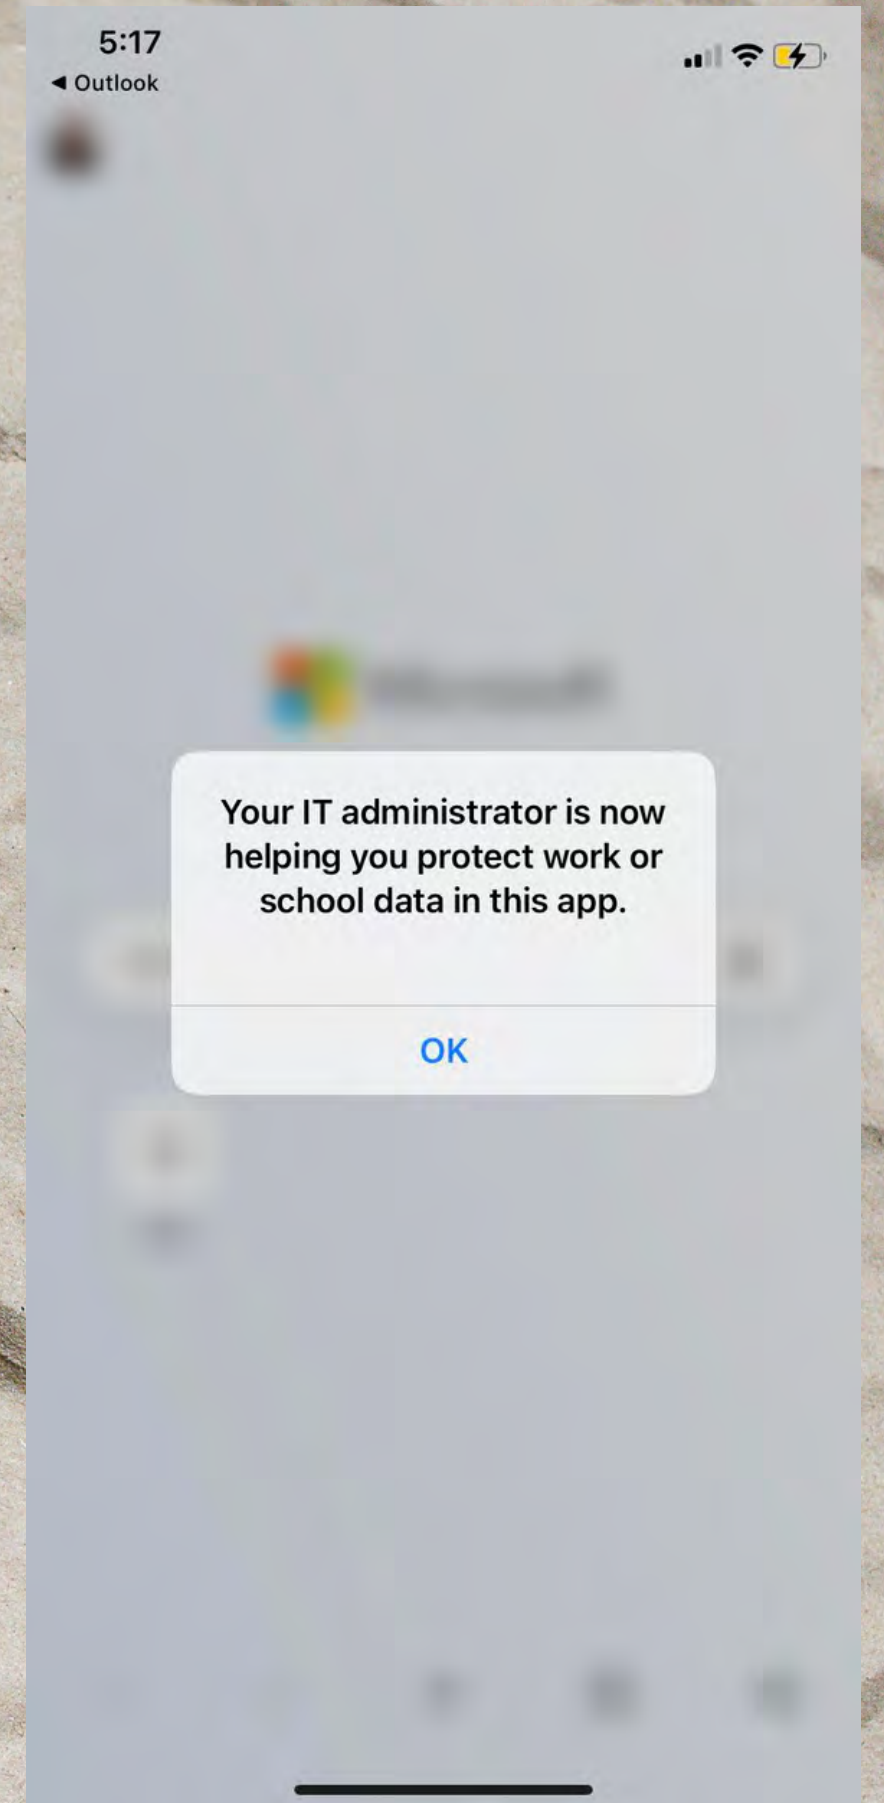 5:17
◀ Outlook
Your IT administrator is now
helping you protect work or
school data in this app.
OK